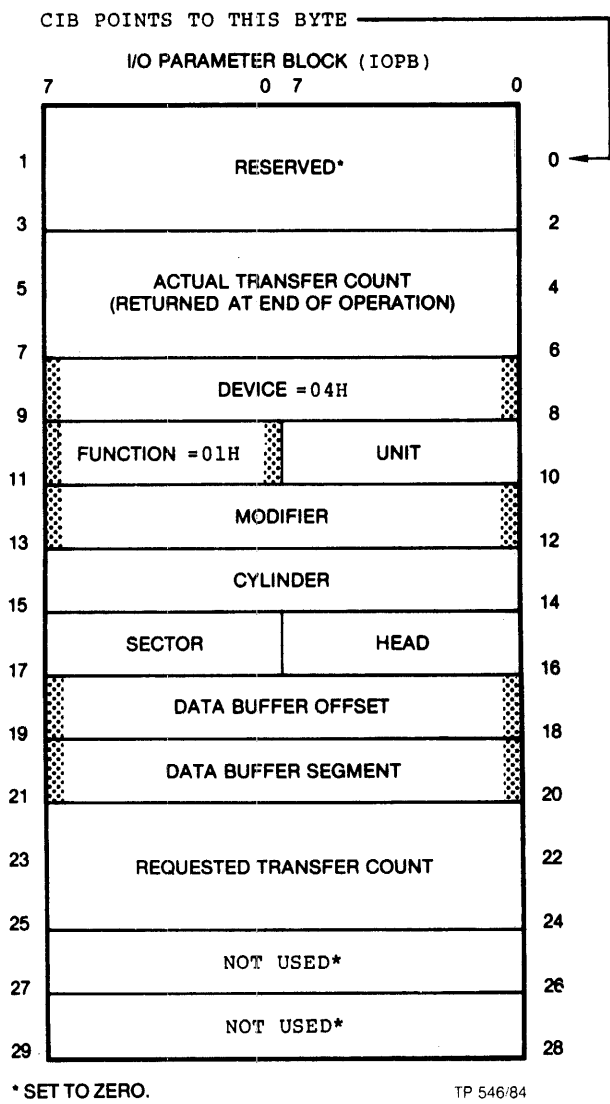 CIB POINTS TO THIS BYTE
I/O PARAMETER BLOCK (IOPB)
7 0 7 0
1 RESERVED* 0
3 2
5 ACTUAL TRANSFER COUNT 4
(RETURNED AT END OF OPERATION)
7 6
DEVICE =04H
9 8
FUNCTION =01H UNIT
11 10
MODIFIER
13 12
CYLINDER
15 14
SECTOR HEAD
17 16
DATA BUFFER OFFSET
19 18
DATA BUFFER SEGMENT
21 20
23 REQUESTED TRANSFER COUNT 22
25 24
NOT USED*
27 26
NOT USED*
29 28
* SET TO ZERO. TP 546/84